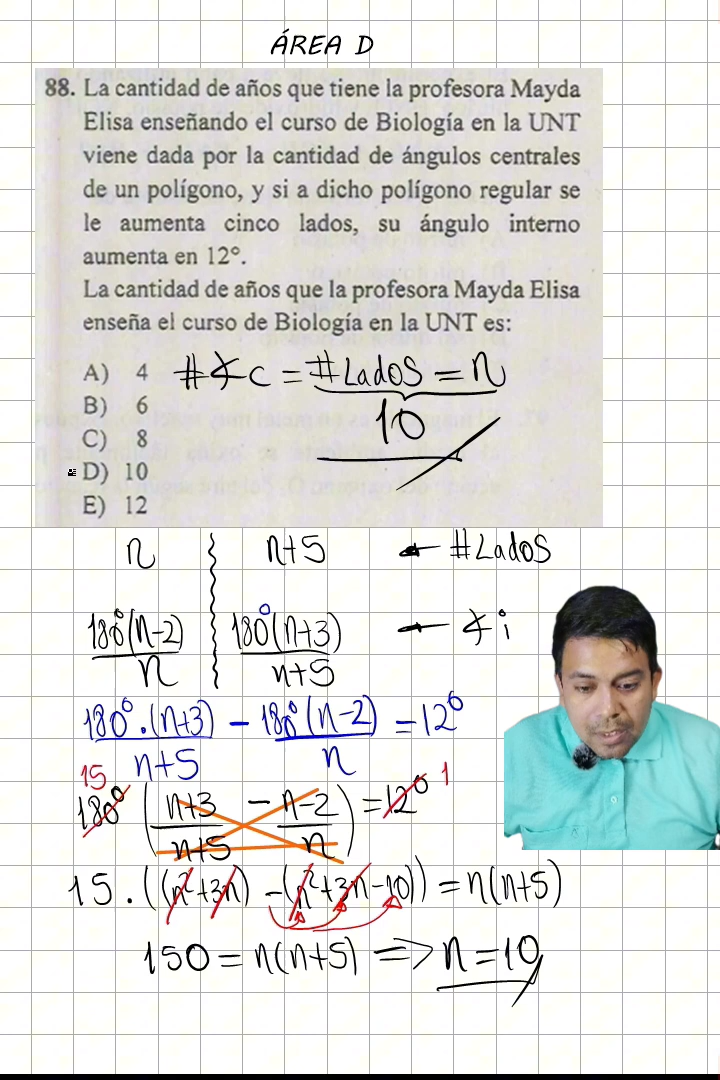 ÁREA D
88. La cantidad de años que tiene la profesora Mayda
Elisa enseñando el curso de Biología en la UNT
viene dada por la cantidad de ángulos centrales
de un polígono, y si a dicho polígono regular se
le aumenta cinco lados, su ángulo interno
aumenta en 12°.
La cantidad de años que la profesora Mayda Elisa
enseña el curso de Biología en la UNT es:
A) 4
B) 6
C) 8
D) 10
E) 12
#∡c = #LadoS = n
10
n n+5 ← #LadoS
180°(n-2)/n 180°(n+3)/n+5 ← ∡i
180°.(n+3)/n+5 - 180°(n-2)/n = 12°
15 1
180° (n+3/n+5 - n-2/n) = 12°
15.((n²+3n) -(n²+3n-10)) = n(n+5)
150 = n(n+5) => n=10